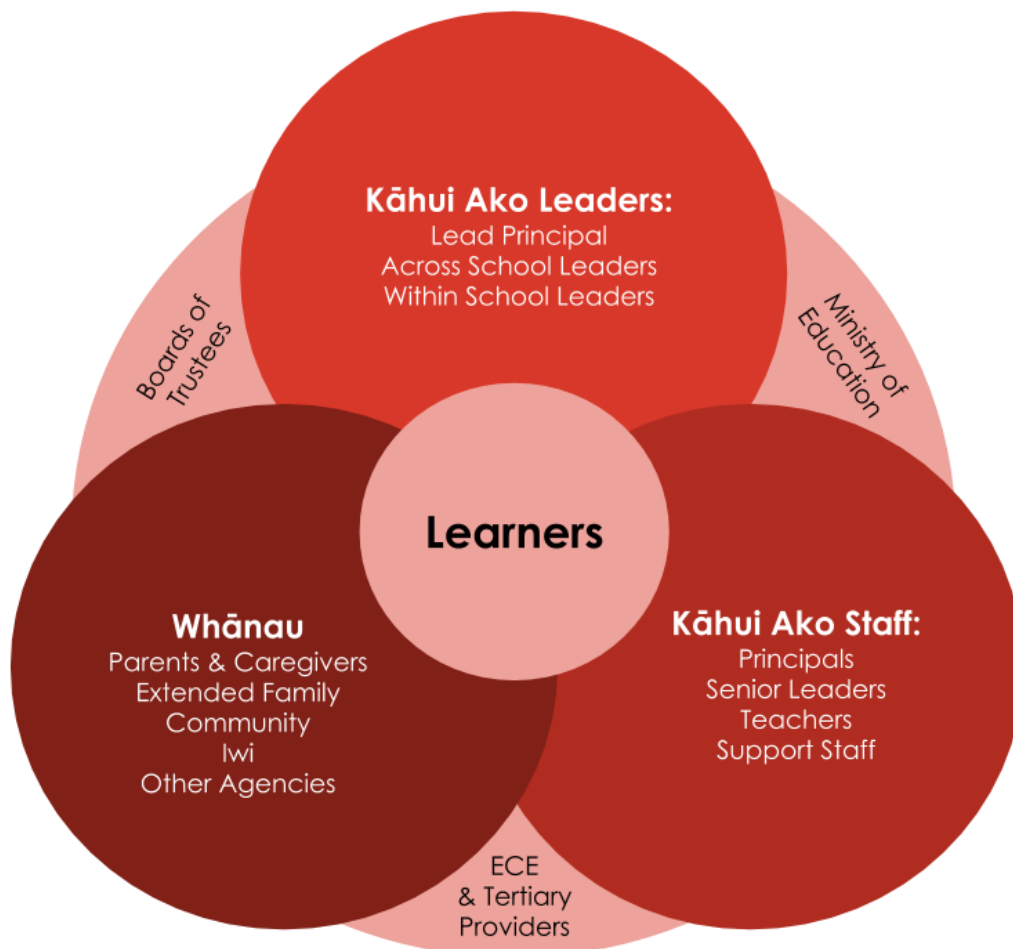 Kāhui Ako Leaders:
Lead Principal
Across School Leaders
Within School Leaders
Boards of
Trustees
Ministry of
Education
Learners
Whānau
Parents & Caregivers
Extended Family
Community
Iwi
Other Agencies
Kāhui Ako Staff:
Principals
Senior Leaders
Teachers
Support Staff
ECE
& Tertiary
Providers